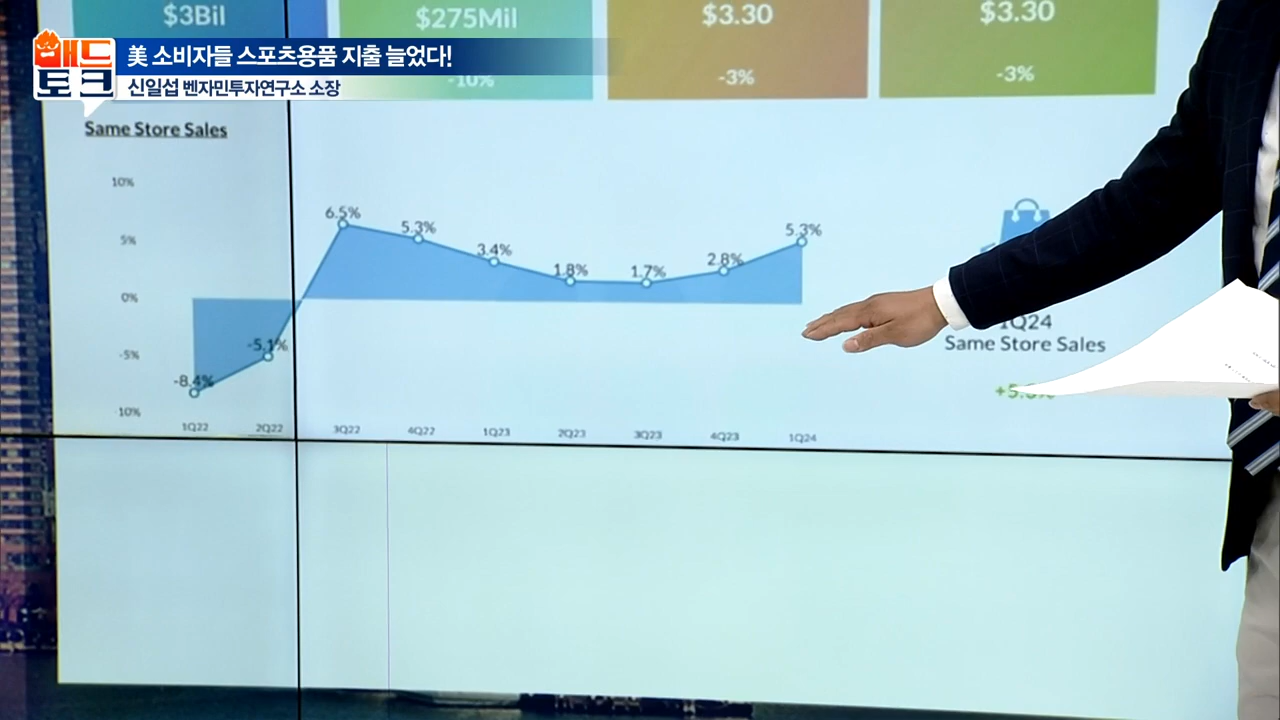 $3Bil
$275Mil
$3.30
$3.30
매드
토크
美 소비자들 스포츠용품 지출 늘었다!
-10%
-3%
-3%
신일섭 벤자민투자연구소 소장
Same Store Sales
10%
5%
0%
-5%
10%
-8.4%
-5.1%
6.5%
5.3%
3.4%
1.8%
1.7%
2.8%
5.3%
1Q22
2Q22
3Q22
4Q22
1Q23
2Q23
3Q23
4Q23
1Q24
1Q24
Same Store Sales